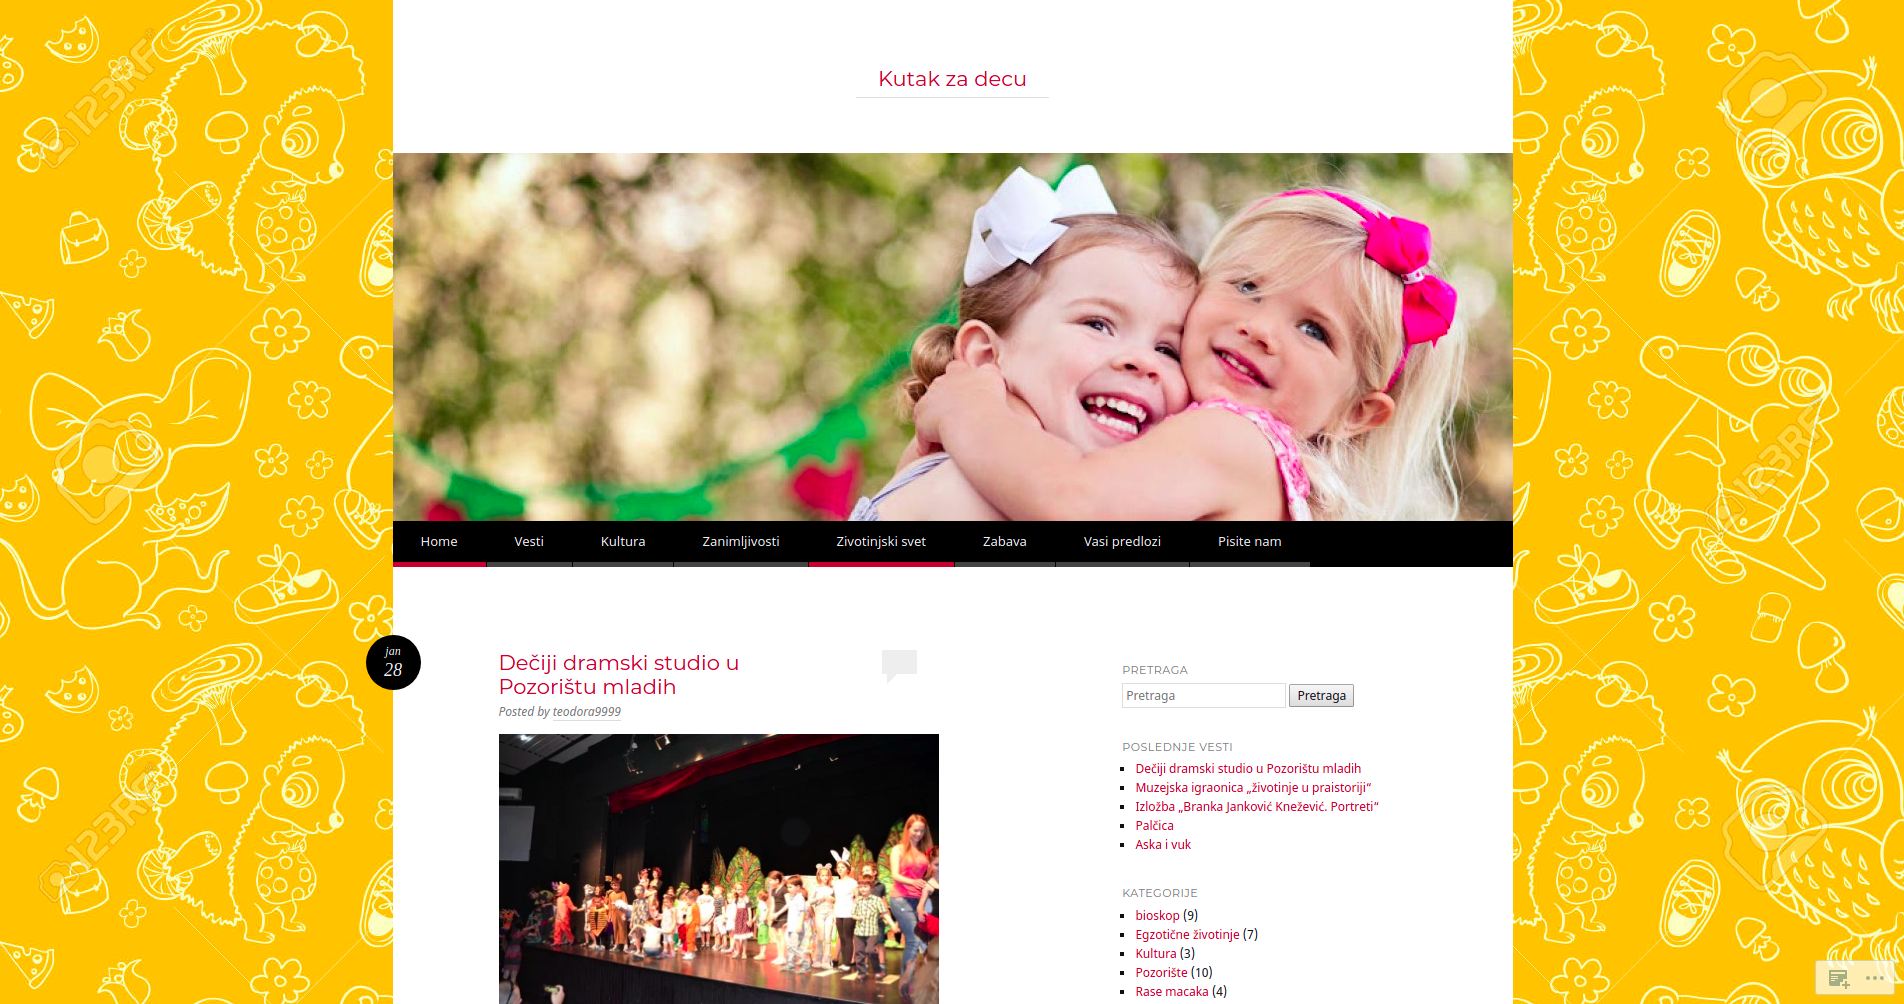 Kutak za decu
Home
Vesti
Kultura
Zanimljivosti
Zivotinjski svet
Zabava
Vasi predlozi
Pisite nam
jan
28
Dečiji dramski studio u
Pozorištu mladih
Posted by teodora9999
PRETRAGA
Pretraga
Pretraga
POSLEDNJE VESTI
Dečiji dramski studio u Pozorištu mladih
Muzejska igraonica „životinje u praistoriji“
Izložba „Branka Janković Knežević. Portreti“
Palčica
Aska i vuk
KATEGORIJE
bioskop (9)
Egzotične životinje (7)
Kultura (3)
Pozorište (10)
Rase macaka (4)
123RF
123RF
123RF